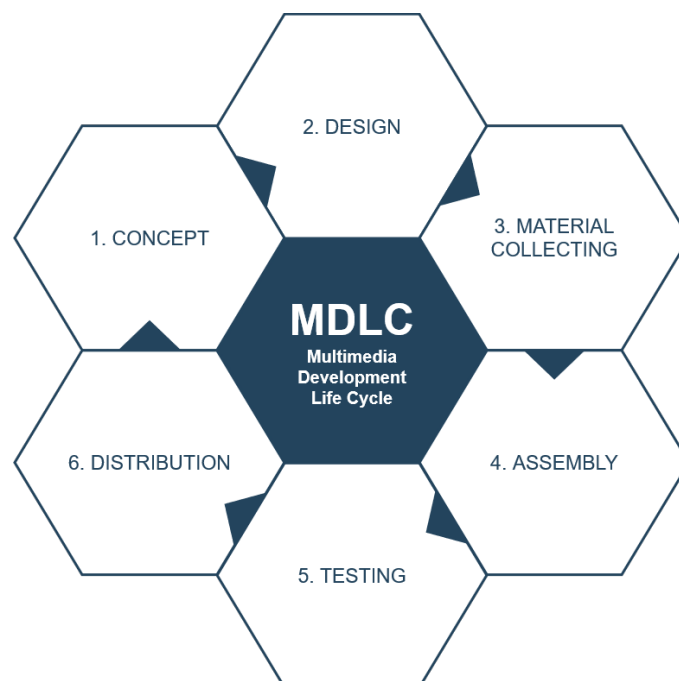 2. DESIGN
1. CONCEPT
3. MATERIAL
COLLECTING
MDLC
Multimedia
Development
Life Cycle
6. DISTRIBUTION
4. ASSEMBLY
5. TESTING